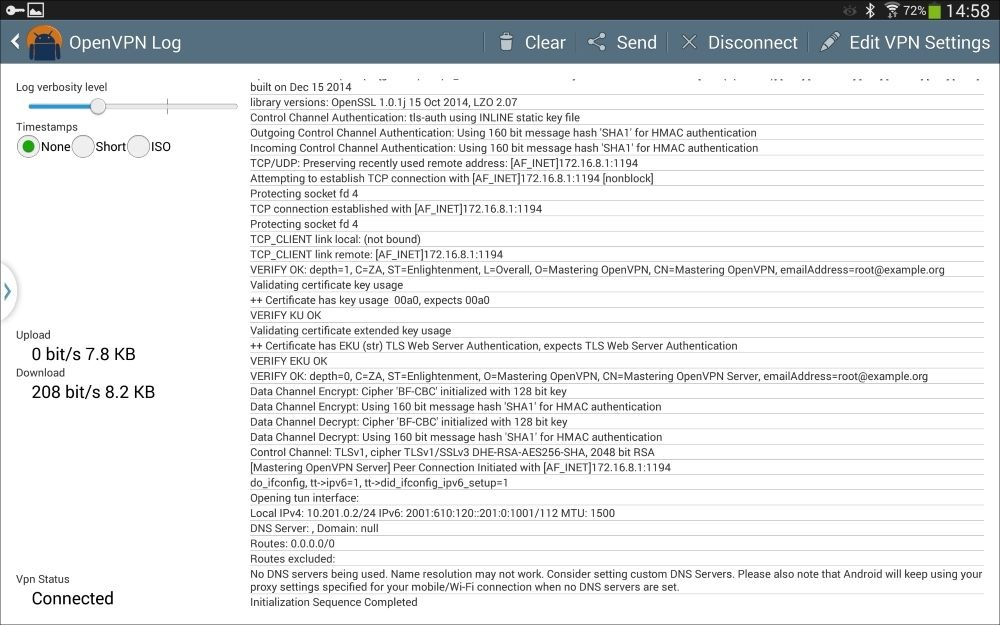 72% 14:58
OpenVPN Log
Clear
Send
Disconnect
Edit VPN Settings
Log verbosity level
Timestamps
None Short ISO
Upload
0 bit/s 7.8 KB
Download
208 bit/s 8.2 KB
Vpn Status
Connected
built on Dec 15 2014
library versions: OpenSSL 1.0.1j 15 Oct 2014, LZO 2.07
Control Channel Authentication: tls-auth using INLINE static key file
Outgoing Control Channel Authentication: Using 160 bit message hash 'SHA1' for HMAC authentication
Incoming Control Channel Authentication: Using 160 bit message hash 'SHA1' for HMAC authentication
TCP/UDP: Preserving recently used remote address: [AF_INET]172.16.8.1:1194
Attempting to establish TCP connection with [AF_INET]172.16.8.1:1194 [nonblock]
Protecting socket fd 4
TCP connection established with [AF_INET]172.16.8.1:1194
Protecting socket fd 4
TCP_CLIENT link local: (not bound)
TCP_CLIENT link remote: [AF_INET]172.16.8.1:1194
VERIFY OK: depth=1, C=ZA, ST=Enlightenment, L=Overall, O=Mastering OpenVPN, CN=Mastering OpenVPN, emailAddress=root@example.org
Validating certificate key usage
++ Certificate has key usage  00a0, expects 00a0
VERIFY KU OK
Validating certificate extended key usage
++ Certificate has EKU (str) TLS Web Server Authentication, expects TLS Web Server Authentication
VERIFY EKU OK
VERIFY OK: depth=0, C=ZA, ST=Enlightenment, O=Mastering OpenVPN, CN=Mastering OpenVPN Server, emailAddress=root@example.org
Data Channel Encrypt: Cipher 'BF-CBC' initialized with 128 bit key
Data Channel Encrypt: Using 160 bit message hash 'SHA1' for HMAC authentication
Data Channel Decrypt: Cipher 'BF-CBC' initialized with 128 bit key
Data Channel Decrypt: Using 160 bit message hash 'SHA1' for HMAC authentication
Control Channel: TLSv1, cipher TLSv1/SSLv3 DHE-RSA-AES256-SHA, 2048 bit RSA
[Mastering OpenVPN Server] Peer Connection Initiated with [AF_INET]172.16.8.1:1194
do_ifconfig, tt->ipv6=1, tt->did_ifconfig_ipv6_setup=1
Opening tun interface:
Local IPv4: 10.201.0.2/24 IPv6: 2001:610:120::201:0:1001/112 MTU: 1500
DNS Server: , Domain: null
Routes: 0.0.0.0/0
Routes excluded:
No DNS servers being used. Name resolution may not work. Consider setting custom DNS Servers. Please also note that Android will keep using your
proxy settings specified for your mobile/Wi-Fi connection when no DNS servers are set.
Initialization Sequence Completed